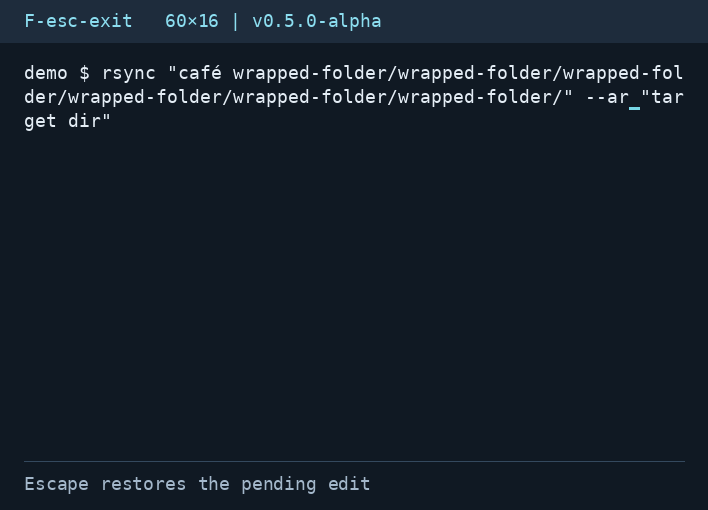 F-esc-exit   60×16 | v0.5.0-alpha
demo $ rsync "café wrapped-folder/wrapped-folder/wrapped-fol
der/wrapped-folder/wrapped-folder/wrapped-folder/" --ar_"tar
get dir"
Escape restores the pending edit